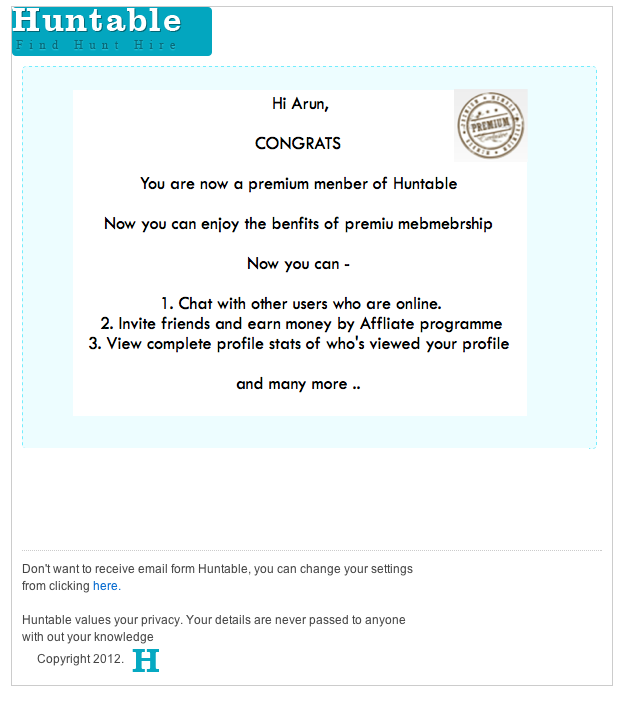 Huntable
Find Hunt Hire
Hi Arun,
PREMIUM
CONGRATS
You are now a premium menber of Huntable
Now you can enjoy the benfits of premiu mebmebrship
Now you can -
1. Chat with other users who are online.
2. Invite friends and earn money by Affliate programme
3. View complete profile stats of who's viewed your profile
and many more ..
Don't want to receive email form Huntable, you can change your settings
from clicking here.
Huntable values your privacy. Your details are never passed to anyone
with out your knowledge
Copyright 2012. H